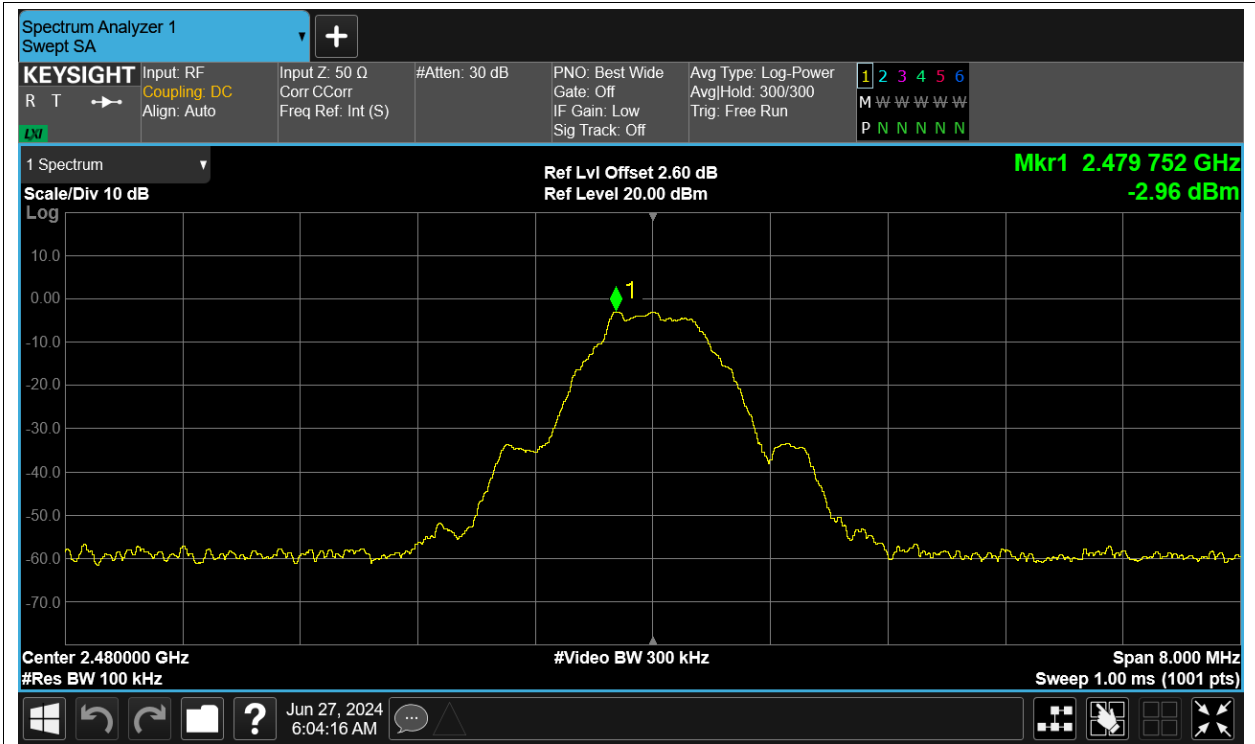 Spectrum Analyzer 1
Swept SA
+
KEYSIGHT
R T
LXI
Input: RF
Coupling: DC
Align: Auto
Input Z: 50 Ω
Corr CCorr
Freq Ref: Int (S)
#Atten: 30 dB
PNO: Best Wide
Gate: Off
IF Gain: Low
Sig Track: Off
Avg Type: Log-Power
Avg|Hold: 300/300
Trig: Free Run
1 2 3 4 5 6
M W W W W W
P N N N N N
1 Spectrum
Scale/Div 10 dB
Log
Ref Lvl Offset 2.60 dB
Ref Level 20.00 dBm
Mkr1 2.479 752 GHz
-2.96 dBm
1
10.0
0.00
-10.0
-20.0
-30.0
-40.0
-50.0
-60.0
-70.0
Center 2.480000 GHz
#Res BW 100 kHz
#Video BW 300 kHz
Span 8.000 MHz
Sweep 1.00 ms (1001 pts)
?
Jun 27, 2024
6:04:16 AM